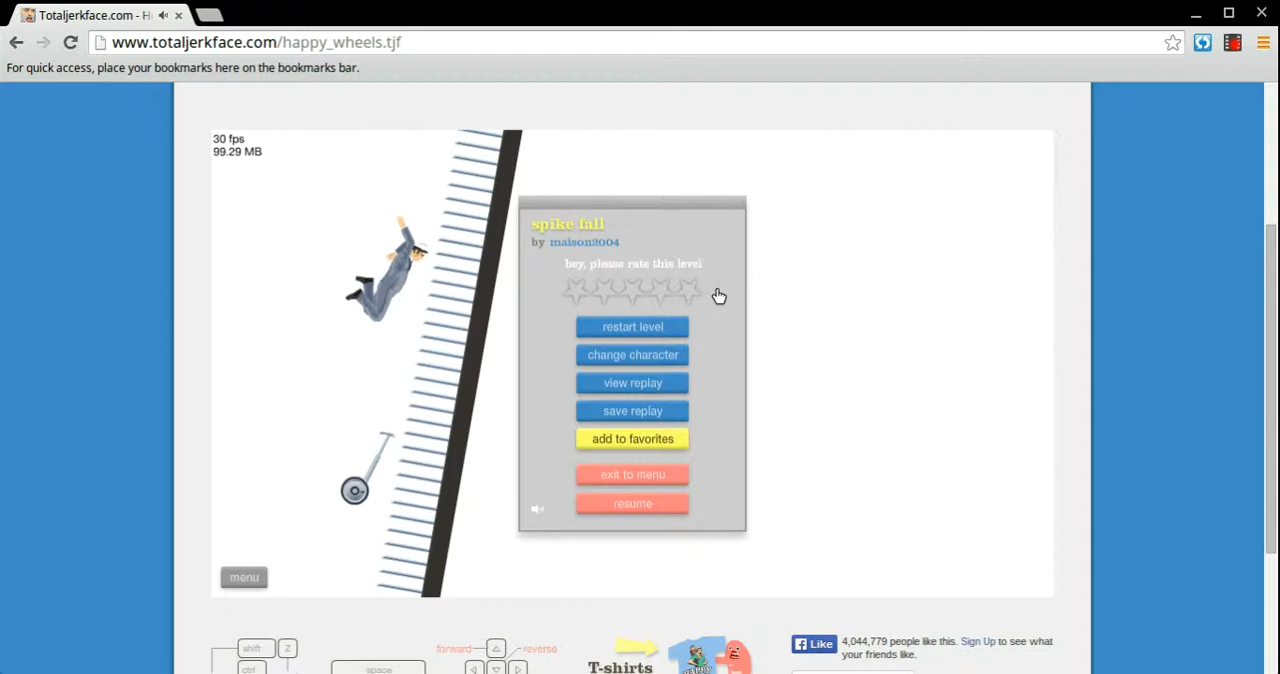 Totaljerkface.com - H
www.totaljerkface.com/happy_wheels.tjf
For quick access, place your bookmarks here on the bookmarks bar.
30 fps
99.29 MB
spike fall
by maison2004
hey, please rate this level
restart level
change character
view replay
save replay
add to favorites
exit to menu
resume
menu
shift
Z
ctrl
space
forward
reverse
T-shirts
HAPPY
Like
4,044,779 people like this. Sign Up to see what
your friends like.